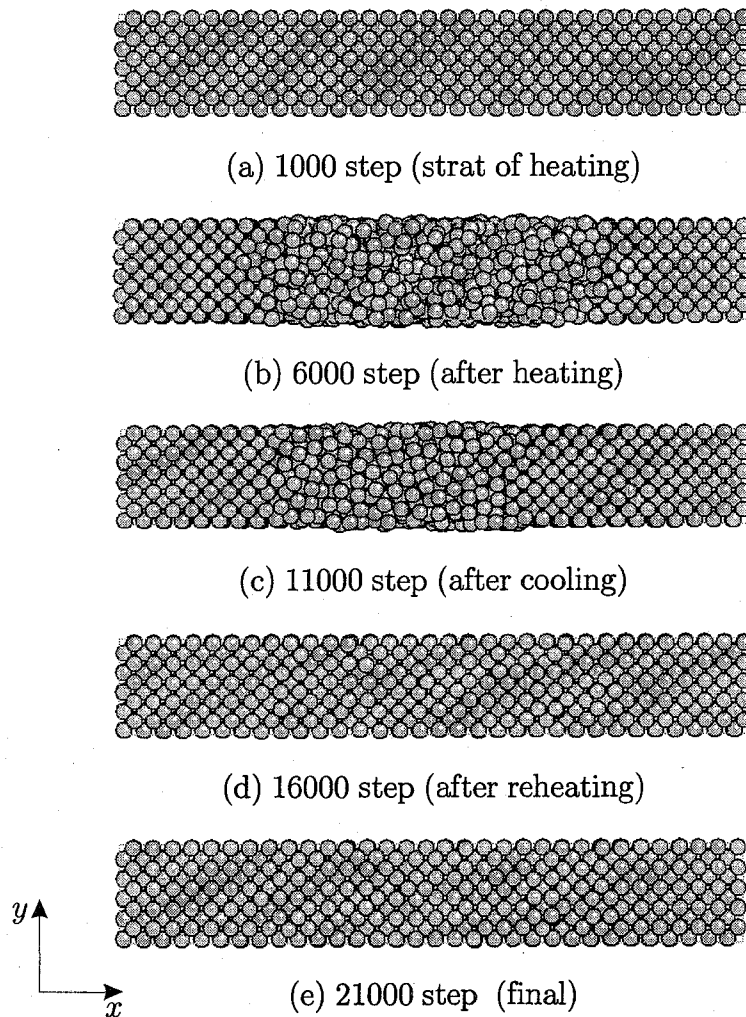 (a) 1000 step (strat of heating)
(b) 6000 step (after heating)
(c) 11000 step (after cooling)
(d) 16000 step (after reheating)
y
x
(e) 21000 step (final)